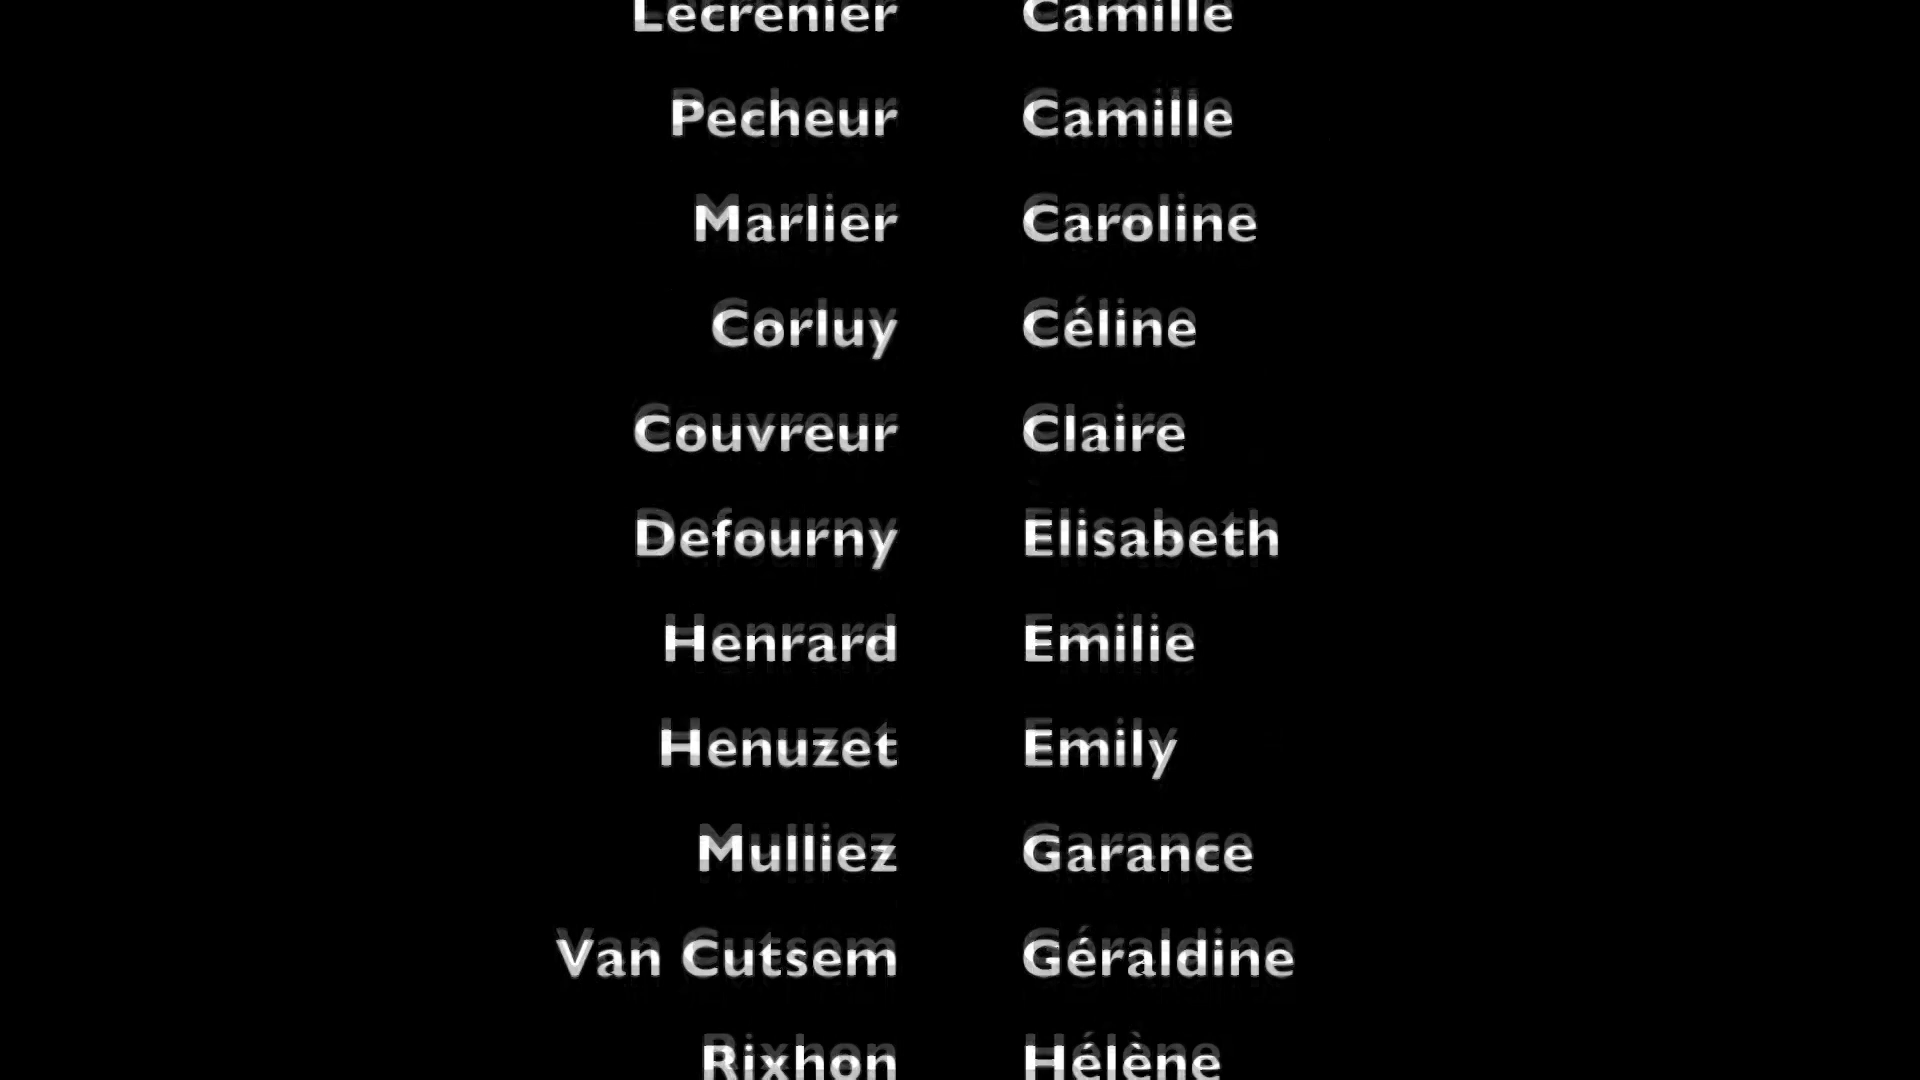 Lecrenier Camille
Pecheur Camille
Marlier Caroline
Corluy Céline
Couvreur Claire
Defourny Elisabeth
Henrard Emilie
Henuzet Emily
Mulliez Garance
Van Cutsem Géraldine
Rixhon Hélène